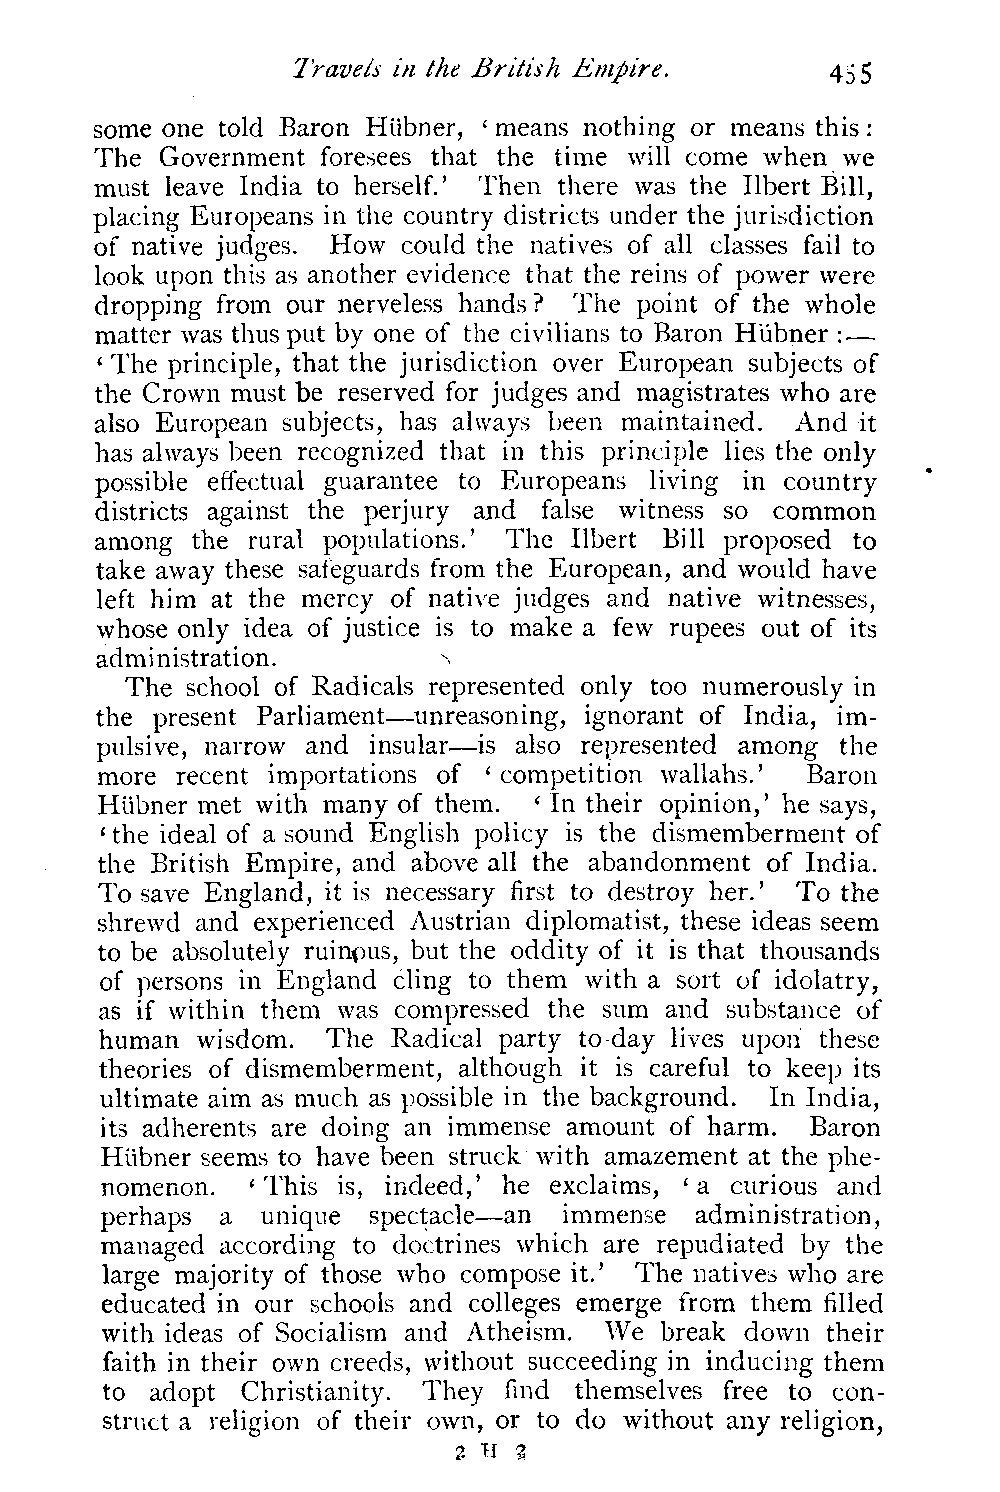 Travels in the British Empire. 455
some one told Baron Hübner, ‘ means nothing or means this :
The Government foresees that the time will come when we
must leave India to herself.’ Then there was the Ilbert Bill,
placing Europeans in the country districts under the jurisdiction
of native judges. How could the natives of all classes fail to
look upon this as another evidence that the reins of power were
dropping from our nerveless hands? The point of the whole
matter was thus put by one of the civilians to Baron Hübner :—
‘ The principle, that the jurisdiction over European subjects of
the Crown must be reserved for judges and magistrates who are
also European subjects, has always been maintained. And it
has always been recognized that in this principle lies the only
possible effectual guarantee to Europeans living in country
districts against the perjury and false witness so common
among the rural populations.’ The Ilbert Bill proposed to
take away these safeguards from the European, and would have
left him at the mercy of native judges and native witnesses,
whose only idea of justice is to make a few rupees out of its
administration.
The school of Radicals represented only too numerously in
the present Parliament—unreasoning, ignorant of India, im-
pulsive, narrow and insular—is also represented among the
more recent importations of ‘ competition wallahs.’ Baron
Hübner met with many of them. ‘ In their opinion,’ he says,
‘ the ideal of a sound English policy is the dismemberment of
the British Empire, and above all the abandonment of India.
To save England, it is necessary first to destroy her.’ To the
shrewd and experienced Austrian diplomatist, these ideas seem
to be absolutely ruinous, but the oddity of it is that thousands
of persons in England cling to them with a sort of idolatry,
as if within them was compressed the sum and substance of
human wisdom. The Radical party to-day lives upon these
theories of dismemberment, although it is careful to keep its
ultimate aim as much as possible in the background. In India,
its adherents are doing an immense amount of harm. Baron
Hübner seems to have been struck with amazement at the phe-
nomenon. ‘ This is, indeed,’ he exclaims, ‘ a curious and
perhaps a unique spectacle—an immense administration,
managed according to doctrines which are repudiated by the
large majority of those who compose it.’ The natives who are
educated in our schools and colleges emerge from them filled
with ideas of Socialism and Atheism. We break down their
faith in their own creeds, without succeeding in inducing them
to adopt Christianity. They find themselves free to con-
struct a religion of their own, or to do without any religion,
2 H 2